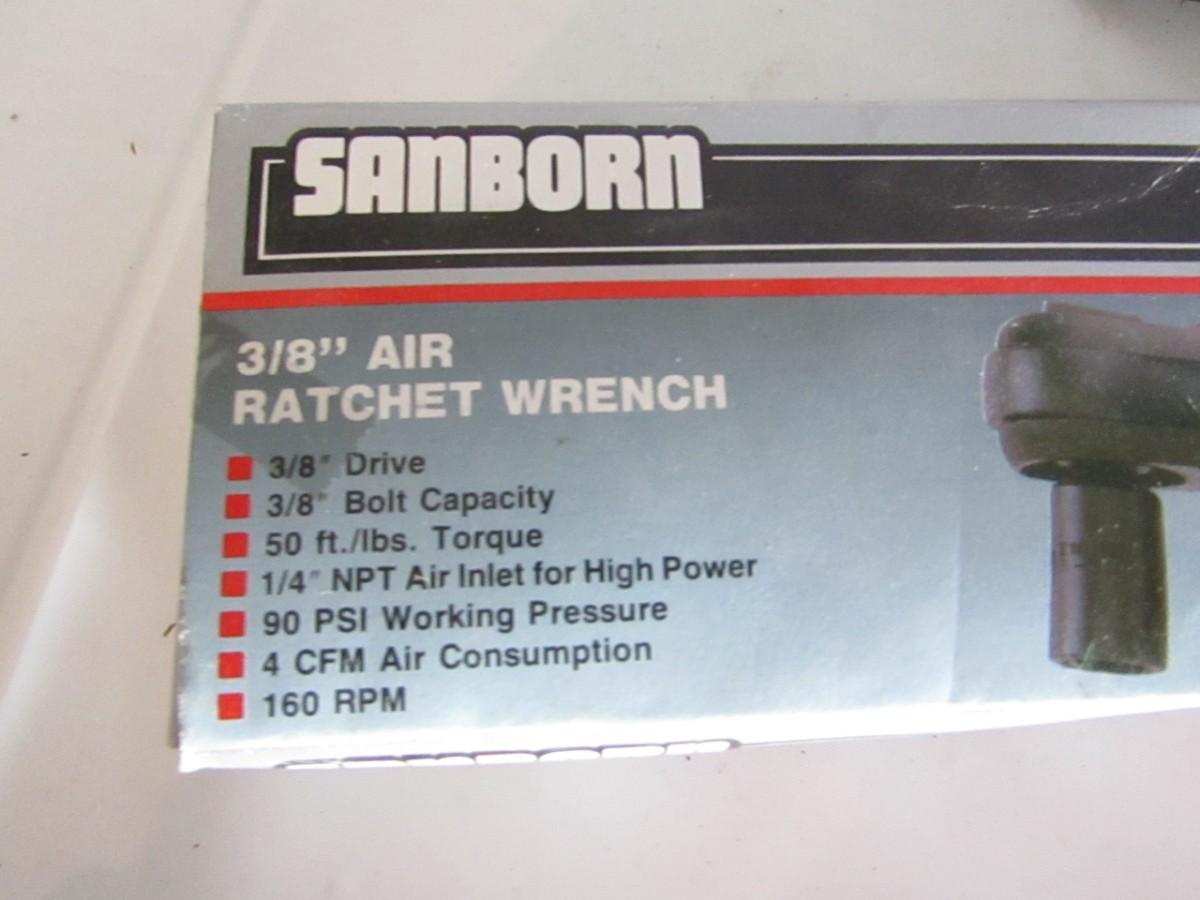 SANBORN
3/8” AIR
RATCHET WRENCH
3/8" Drive
3/8" Bolt Capacity
50 ft./lbs. Torque
1/4" NPT Air Inlet for High Power
90 PSI Working Pressure
4 CFM Air Consumption
160 RPM